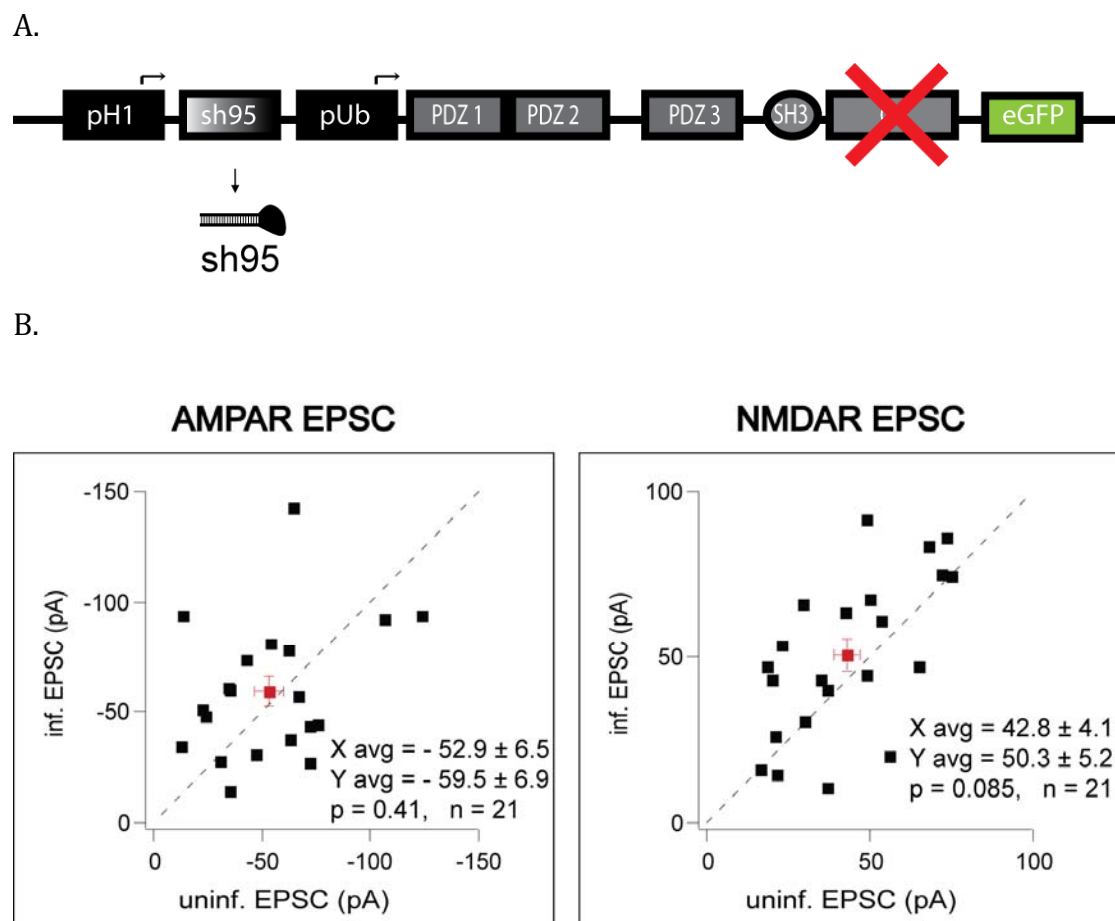 A.
pH1 sh95 pUb PDZ 1 PDZ 2 PDZ 3 SH3 eGFP
sh95
B.
AMPAR EPSC
-150
-100
-50
0
inf. EPSC (pA)
X avg = - 52.9 ± 6.5
Y avg = - 59.5 ± 6.9
p = 0.41, n = 21
0 -50 -100 -150
uninf. EPSC (pA)
NMDAR EPSC
100
50
0
inf. EPSC (pA)
X avg = 42.8 ± 4.1
Y avg = 50.3 ± 5.2
p = 0.085, n = 21
0 50 100
uninf. EPSC (pA)